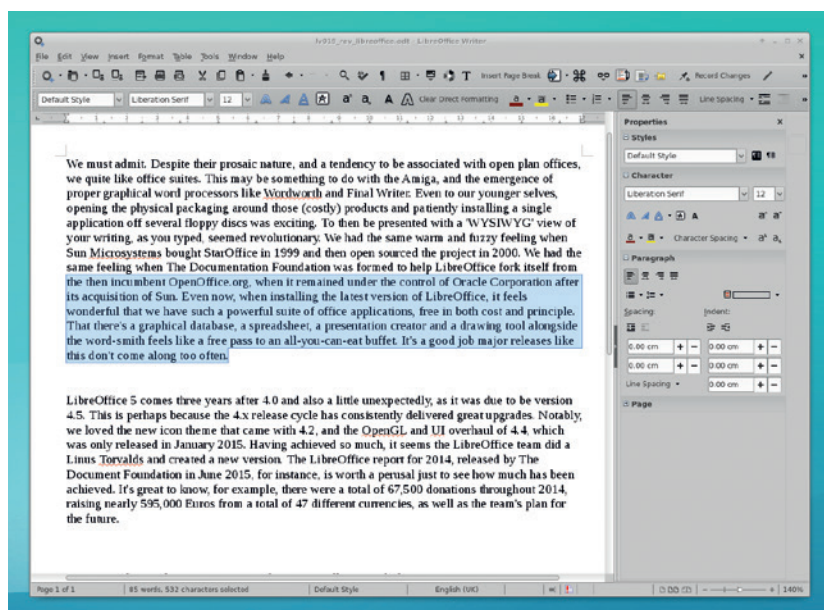 lv018_rev_libreoffice.odt - LibreOffice Writer
File Edit View Insert Format Table Tools Window Help
Insert Page Break Record Changes
Default Style Liberation Serif 12 Clear Direct Formatting Line Spacing
Properties
Styles
Default Style
Character
Liberation Serif 12
Character Spacing
Paragraph
Spacing: Indent:
0.00 cm 0.00 cm
0.00 cm 0.00 cm
Line Spacing 0.00 cm
Page
We must admit. Despite their prosaic nature, and a tendency to be associated with open plan offices,
we quite like office suites. This may be something to do with the Amiga, and the emergence of
proper graphical word processors like Wordworth and Final Writer. Even to our younger selves,
opening the physical packaging around those (costly) products and patiently installing a single
application off several floppy discs was exciting. To then be presented with a 'WYSIWYG' view of
your writing, as you typed, seemed revolutionary. We had the same warm and fuzzy feeling when
Sun Microsystems bought StarOffice in 1999 and then open sourced the project in 2000. We had the
same feeling when The Documentation Foundation was formed to help LibreOffice fork itself from
the then incumbent OpenOffice.org, when it remained under the control of Oracle Corporation after
its acquisition of Sun. Even now, when installing the latest version of LibreOffice, it feels
wonderful that we have such a powerful suite of office applications, free in both cost and principle.
That there's a graphical database, a spreadsheet, a presentation creator and a drawing tool alongside
the word-smith feels like a free pass to an all-you-can-eat buffet. It's a good job major releases like
this don't come along too often.
LibreOffice 5 comes three years after 4.0 and also a little unexpectedly, as it was due to be version
4.5. This is perhaps because the 4.x release cycle has consistently delivered great upgrades. Notably,
we loved the new icon theme that came with 4.2, and the OpenGL and UI overhaul of 4.4, which
was only released in January 2015. Having achieved so much, it seems the LibreOffice team did a
Linus Torvalds and created a new version. The LibreOffice report for 2014, released by The
Document Foundation in June 2015, for instance, is worth a perusal just to see how much has been
achieved. It's great to know, for example, there were a total of 67,500 donations throughout 2014,
raising nearly 595,000 Euros from a total of 47 different currencies, as well as the team's plan for
the future.
Page 1 of 1 85 words, 532 characters selected Default Style English (UK) 140%